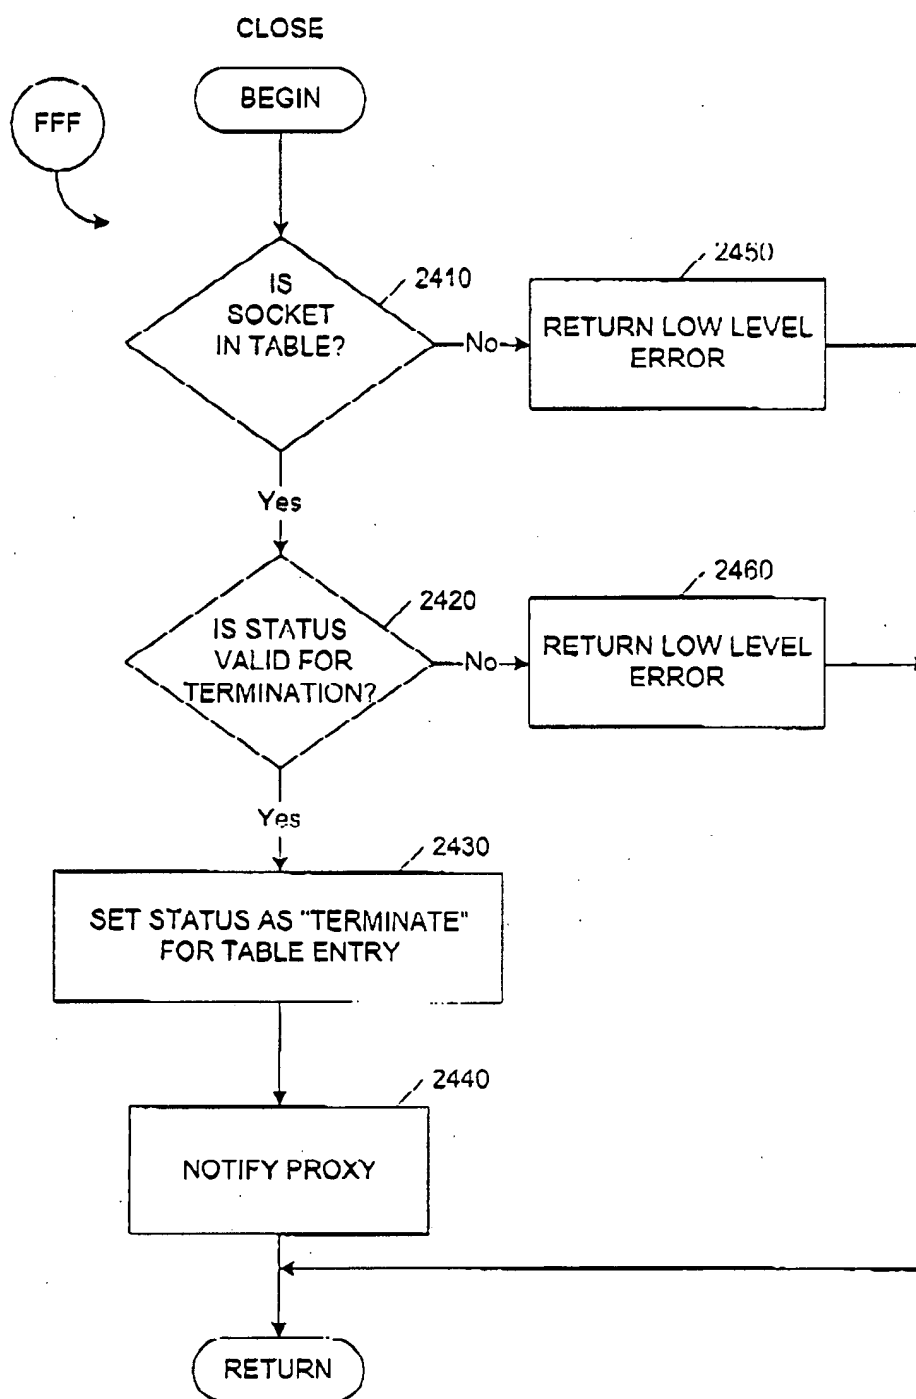 CLOSE
BEGIN
FFF
IS
SOCKET
IN TABLE?
2410
No
2450
RETURN LOW LEVEL
ERROR
Yes
IS STATUS
VALID FOR
TERMINATION?
2420
No
2460
RETURN LOW LEVEL
ERROR
Yes
2430
SET STATUS AS "TERMINATE"
FOR TABLE ENTRY
2440
NOTIFY PROXY
RETURN